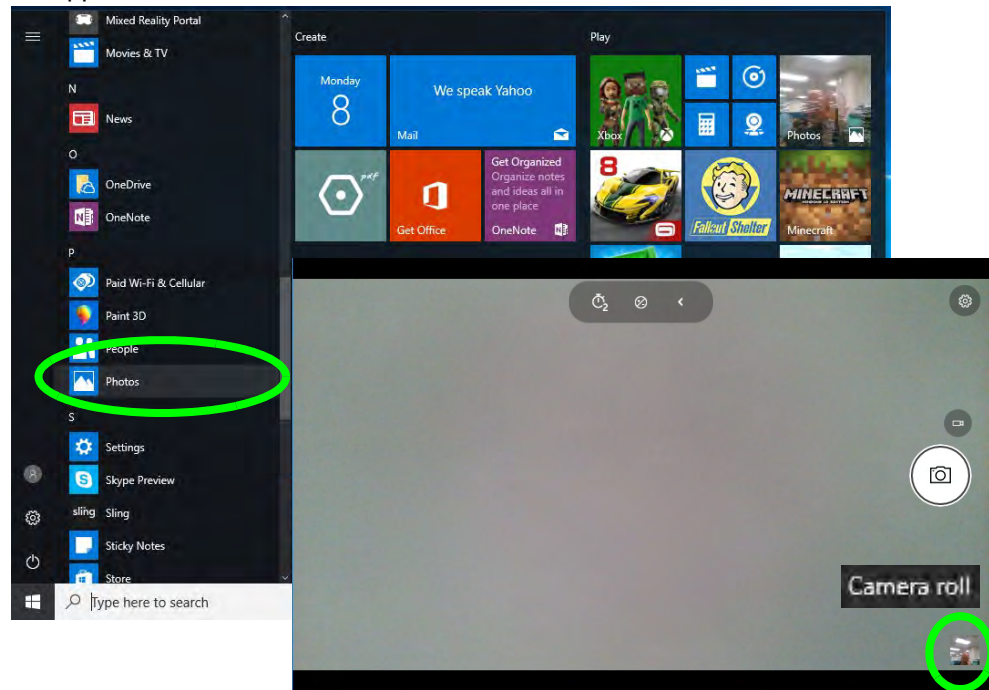 Mixed Reality Portal
Movies & TV
N
News
O
OneDrive
OneNote
P
Paid Wi-Fi & Cellular
Paint 3D
People
Photos
S
Settings
Skype Preview
sling Sling
Sticky Notes
Store
Type here to search
Create
Monday
8
We speak Yahoo
Mail
pdf
Get Office
Get Organized
Organize notes
and ideas all in
one place
OneNote
Play
Xbox
Photos
8
Fallout Shelter
MINECRAFT
Minecraft
2
Camera roll